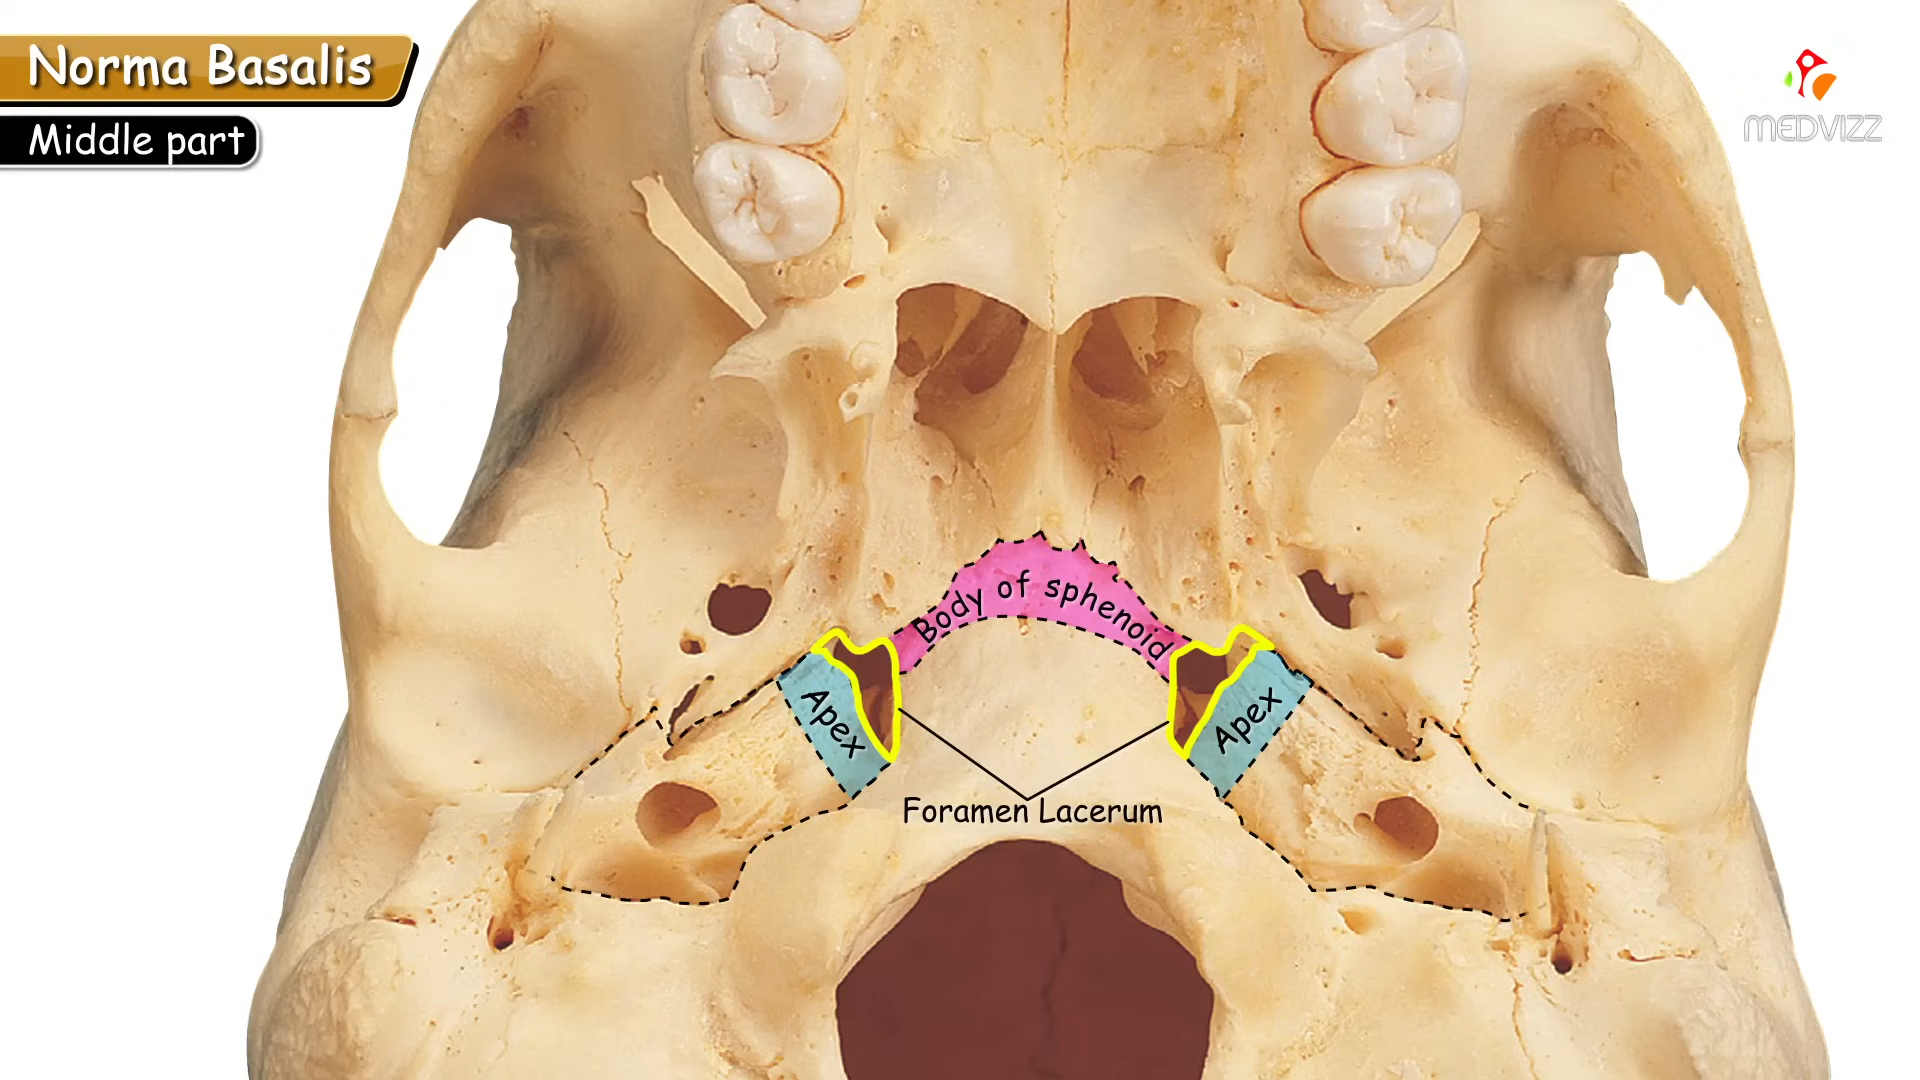 Norma Basalis
Middle part
MEDVIZZ
Body of sphenoid
Apex
Apex
Foramen Lacerum